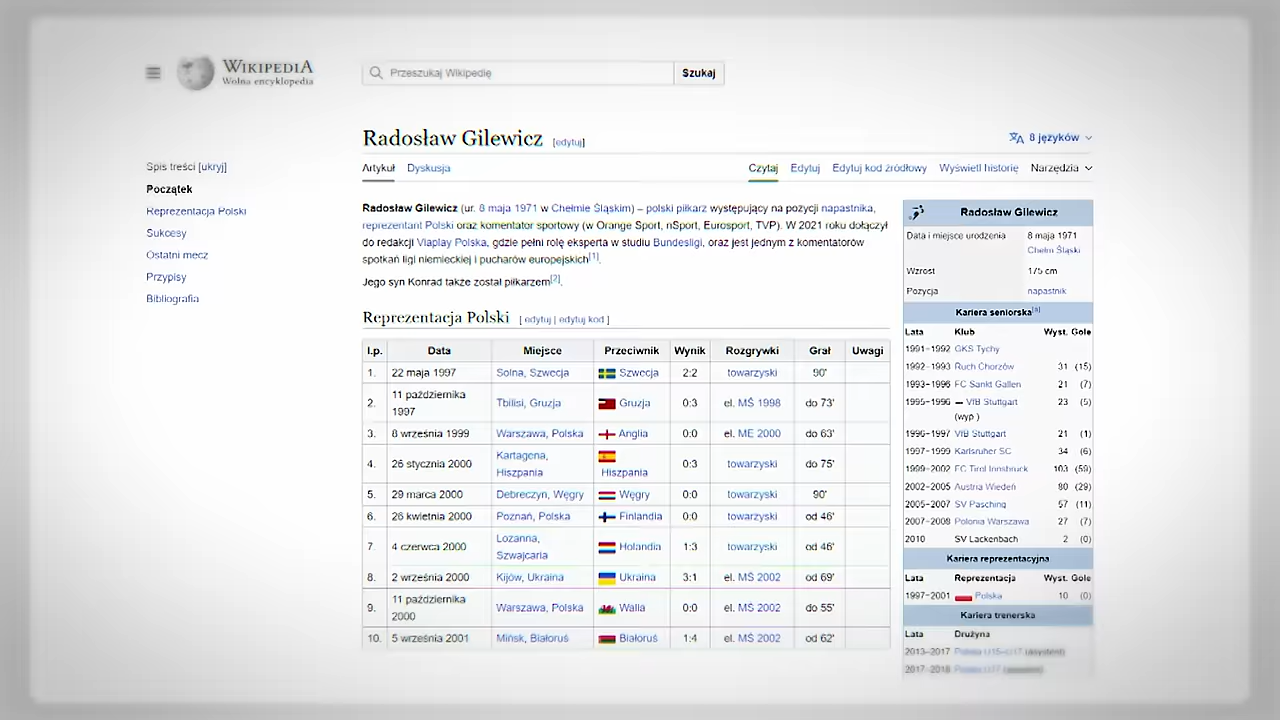 WIKIPEDIA
Wolna encyklopedia
Przeszukaj Wikipedię
Szukaj
Radosław Gilewicz [edytuj]
8 języków
Artykuł Dyskusja
Czytaj Edytuj Edytuj kod źródłowy Wyświetl historię Narzędzia
Spis treści [ukryj]
Początek
Reprezentacja Polski
Sukcesy
Ostatni mecz
Przypisy
Bibliografia
Radosław Gilewicz (ur. 8 maja 1971 w Chełmie Śląskim) – polski piłkarz występujący na pozycji napastnika,
reprezentant Polski oraz komentator sportowy (w Orange Sport, nSport, Eurosport, TVP). W 2021 roku dołączył
do redakcji Viaplay Polska, gdzie pełni rolę eksperta w studiu Bundesligi, oraz jest jednym z komentatorów
spotkań ligi niemieckiej i pucharów europejskich[1].
Jego syn Konrad także został piłkarzem[2].
Reprezentacja Polski [ edytuj | edytuj kod ]
l.p. Data Miejsce Przeciwnik Wynik Rozgrywki Grał Uwagi
1. 22 maja 1997 Solna, Szwecja Szwecja 2:2 towarzyski 90'
2. 11 października 1997 Tbilisi, Gruzja Gruzja 0:3 el. MŚ 1998 do 73'
3. 8 września 1999 Warszawa, Polska Anglia 0:0 el. ME 2000 do 63'
4. 26 stycznia 2000 Kartagena, Hiszpania Hiszpania 0:3 towarzyski do 75'
5. 29 marca 2000 Debreczyn, Węgry Węgry 0:0 towarzyski 90'
6. 26 kwietnia 2000 Poznań, Polska Finlandia 0:0 towarzyski od 46'
7. 4 czerwca 2000 Lozanna, Szwajcaria Holandia 1:3 towarzyski od 46'
8. 2 września 2000 Kijów, Ukraina Ukraina 3:1 el. MŚ 2002 od 69'
9. 11 października 2000 Warszawa, Polska Walia 0:0 el. MŚ 2002 do 55'
10. 5 września 2001 Mińsk, Białoruś Białoruś 1:4 el. MŚ 2002 od 62'
Radosław Gilewicz
Data i miejsce urodzenia 8 maja 1971
Chełm Śląski
Wzrost 175 cm
Pozycja napastnik
Kariera seniorska[a]
Lata Klub Wyst. Gole
1991–1992 GKS Tychy
1992–1993 Ruch Chorzów 31 (15)
1993–1996 FC Sankt Gallen 21 (7)
1995–1996 → VfB Stuttgart 23 (5)
(wyp.)
1996–1997 VfB Stuttgart 21 (1)
1997–1999 Karlsruher SC 34 (6)
1999–2002 FC Tirol Innsbruck 103 (59)
2002–2005 Austria Wiedeń 80 (29)
2005–2007 SV Pasching 57 (11)
2007–2008 Polonia Warszawa 27 (7)
2010 SV Lackenbach 2 (0)
Kariera reprezentacyjna
Lata Reprezentacja Wyst. Gole
1997–2001 Polska 10 (0)
Kariera trenerska
Lata Drużyna
2013–2017 Polska U15–U17 (asystent)
2017–2018 Polska U17 (asystent)